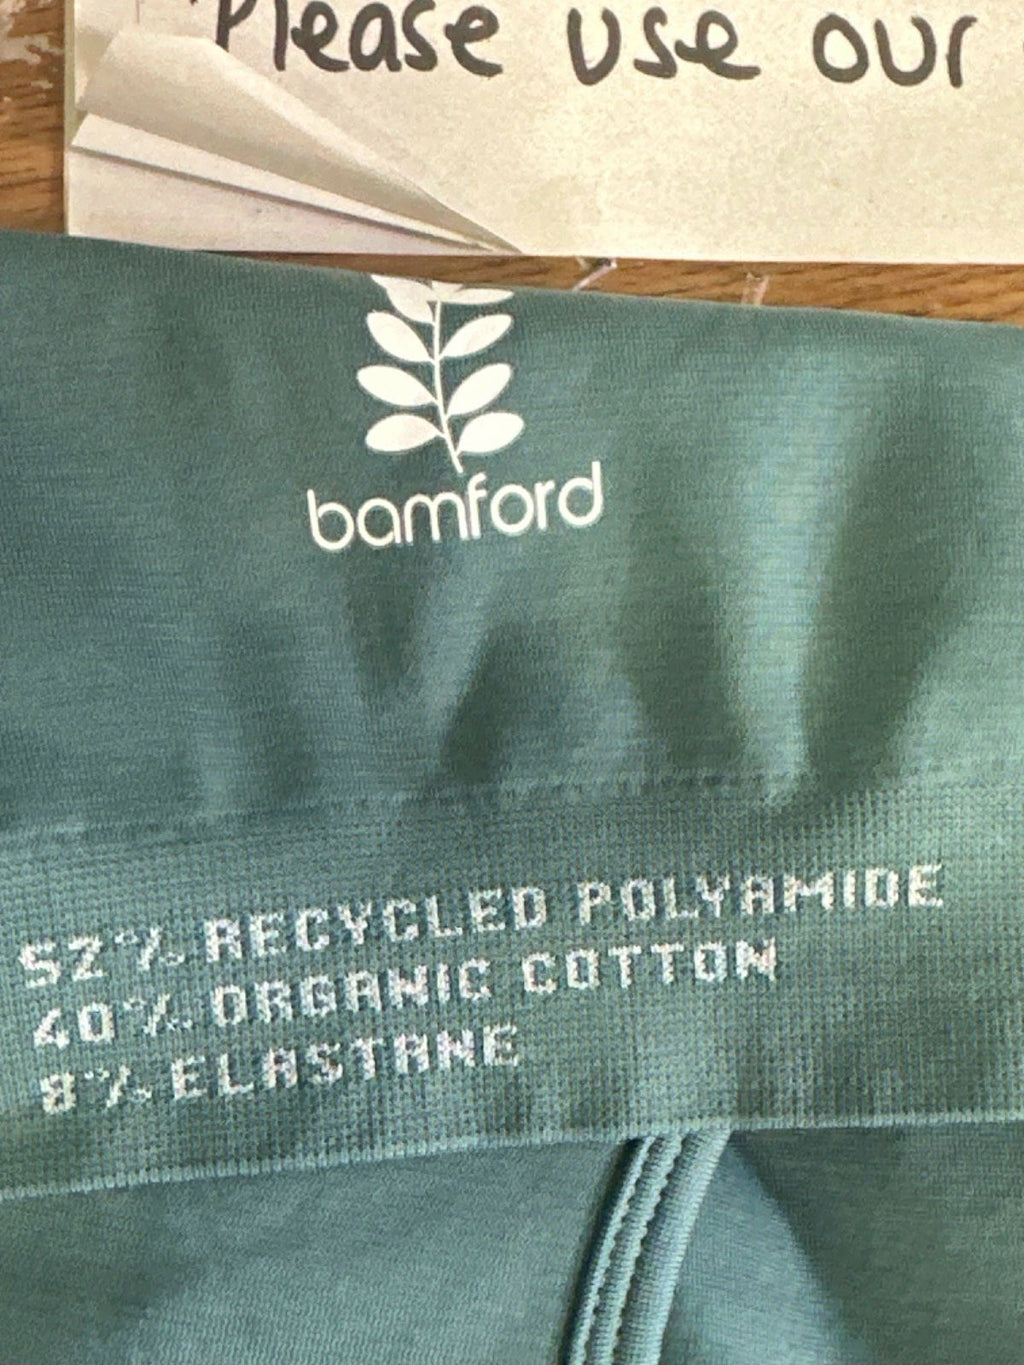 Please use our
bamford
52% RECYCLED POLYAMIDE
40% ORGANIC COTTON
8% ELASTANE